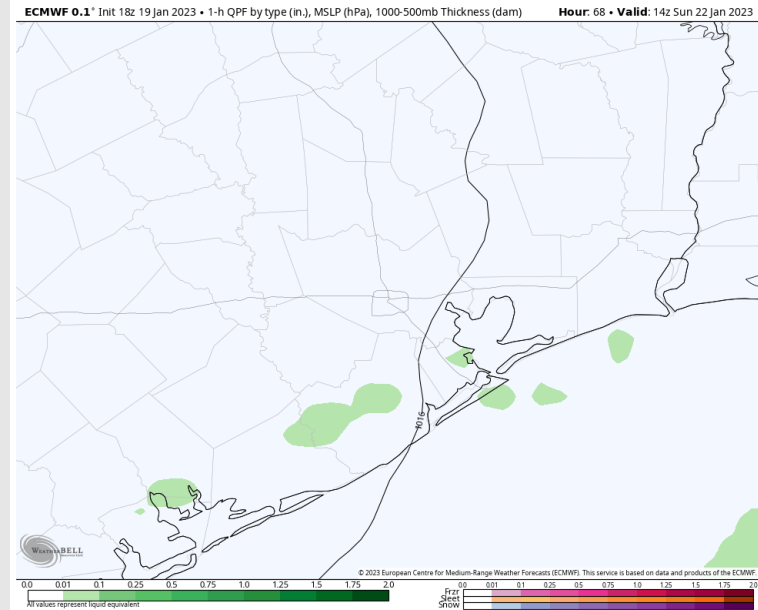 ECMWF 0.1° Init 18z 19 Jan 2023 • 1-h QPF by type (in.), MSLP (hPa), 1000-500mb Thickness (dam) Hour: 68 • Valid: 14z Sun 22 Jan 2023
1016
WEATHERBELL
© 2023 European Centre for Medium-Range Weather Forecasts (ECMWF). This service is based on data and products of the ECMWF
0.0 0.01 0.1 0.25 0.5 0.75 1.0 1.25 1.5 1.75 2.0
All values represent liquid equivalent
0.0 0.01 0.1 0.25 0.5 0.75 1.0 1.25 1.5 1.75 2.0
Frzr
Sleet
Snow